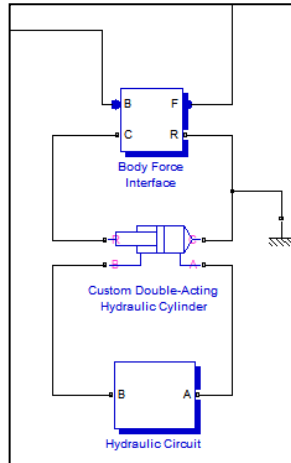 B F
C R
Body Force
Interface
R C
B A
Custom Double-Acting
Hydraulic Cylinder
B A
Hydraulic Circuit